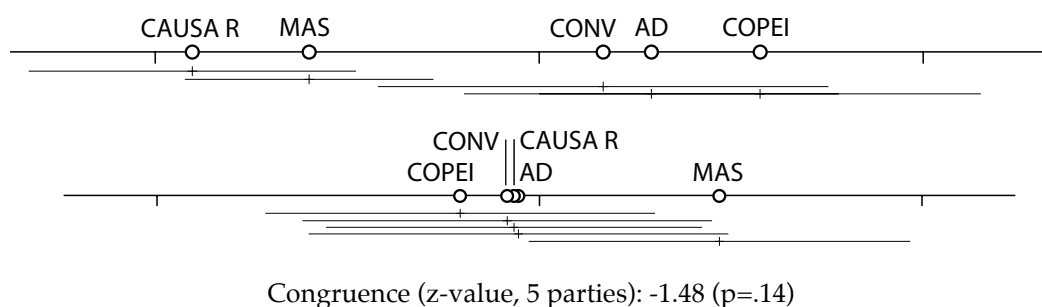 CAUSA R MAS CONV AD COPEI
CONV CAUSA R
COPEI AD MAS
Congruence (z-value, 5 parties): -1.48 (p=.14)